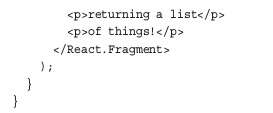 <p>returning a list</p>
<p>of things!</p>
</React.Fragment>
);
}
}